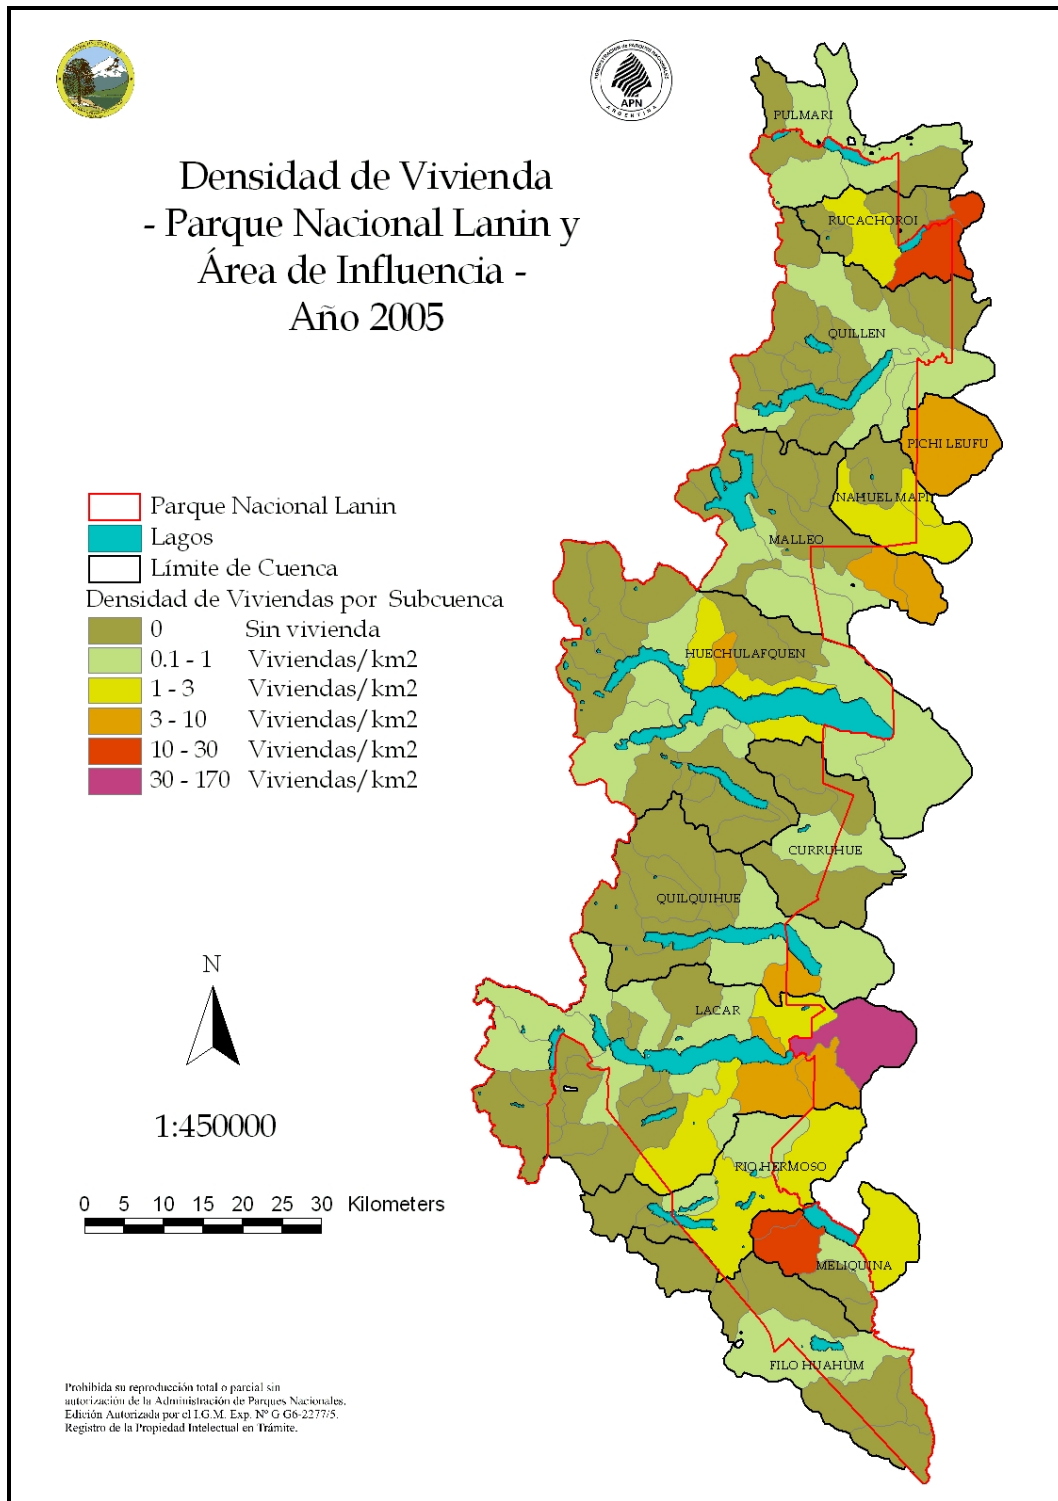 ADMINISTRACION de PARQUES NACIONALES
APN
ARGENTINA
Densidad de Vivienda
- Parque Nacional Lanin y
Área de Influencia -
Año 2005
Parque Nacional Lanin
Lagos
Límite de Cuenca
Densidad de Viviendas por Subcuenca
0 Sin vivienda
0.1 - 1 Viviendas/km2
1 - 3 Viviendas/km2
3 - 10 Viviendas/km2
10 - 30 Viviendas/km2
30 - 170 Viviendas/km2
N
1:450000
0 5 10 15 20 25 30 Kilometers
PULMARI
RUCACHOROI
QUILLEN
PICHI LEUFU
NAHUEL MAPI
MALLEO
HUECHULAFQUEN
CURRUHUE
QUILQUIHUE
LACAR
RIO HERMOSO
MELIQUINA
FILO HUAHUM
Prohibida su reproducción total o parcial sin
autorización de la Administración de Parques Nacionales.
Edición Autorizada por el I.G.M. Exp. Nº G G6-2277/5.
Registro de la Propiedad Intelectual en Trámite.